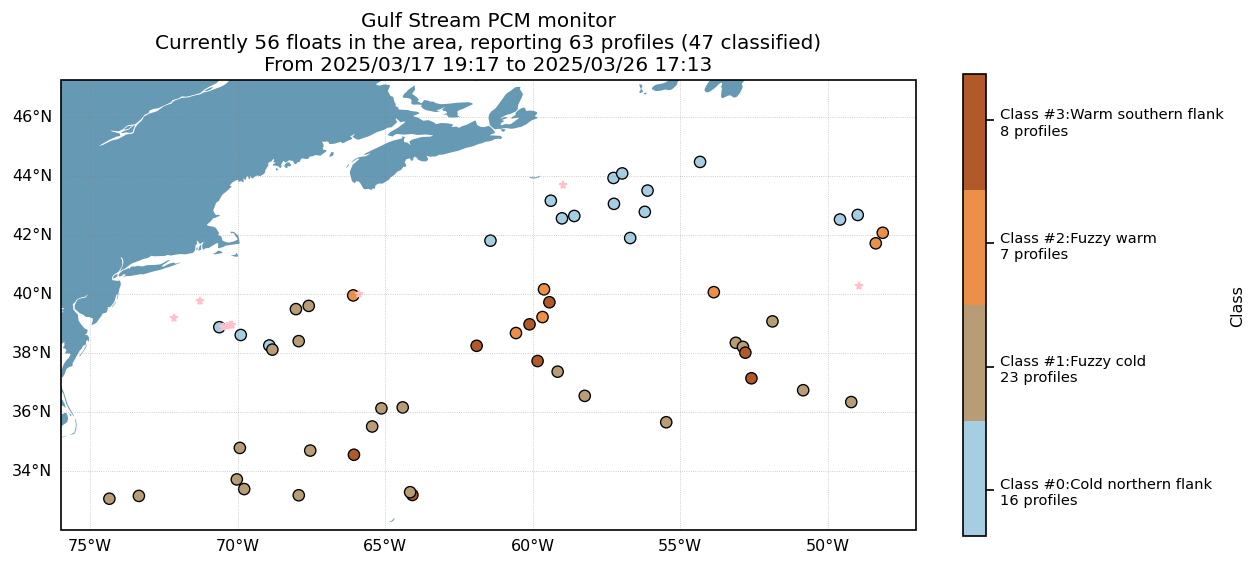 Gulf Stream PCM monitor
Currently 56 floats in the area, reporting 63 profiles (47 classified)
From 2025/03/17 19:17 to 2025/03/26 17:13
46°N
44°N
42°N
40°N
38°N
36°N
34°N
75°W
70°W
65°W
60°W
55°W
50°W
Class #3:Warm southern flank
8 profiles
Class #2:Fuzzy warm
7 profiles
Class #1:Fuzzy cold
23 profiles
Class #0:Cold northern flank
16 profiles
Class